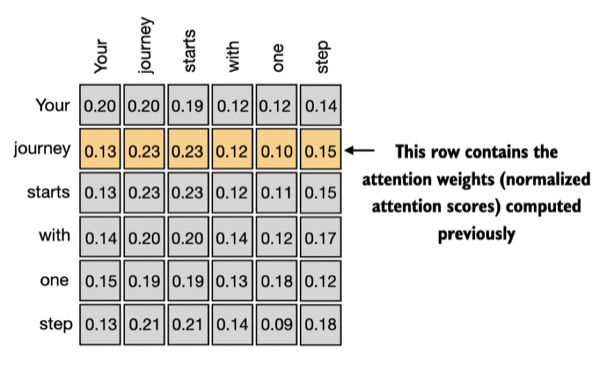 Your journey starts with one step
Your 0.20 0.20 0.19 0.12 0.12 0.14
journey 0.13 0.23 0.23 0.12 0.10 0.15
starts 0.13 0.23 0.23 0.12 0.11 0.15
with 0.14 0.20 0.20 0.14 0.12 0.17
one 0.15 0.19 0.19 0.13 0.18 0.12
step 0.13 0.21 0.21 0.14 0.09 0.18
This row contains the
attention weights (normalized
attention scores) computed
previously